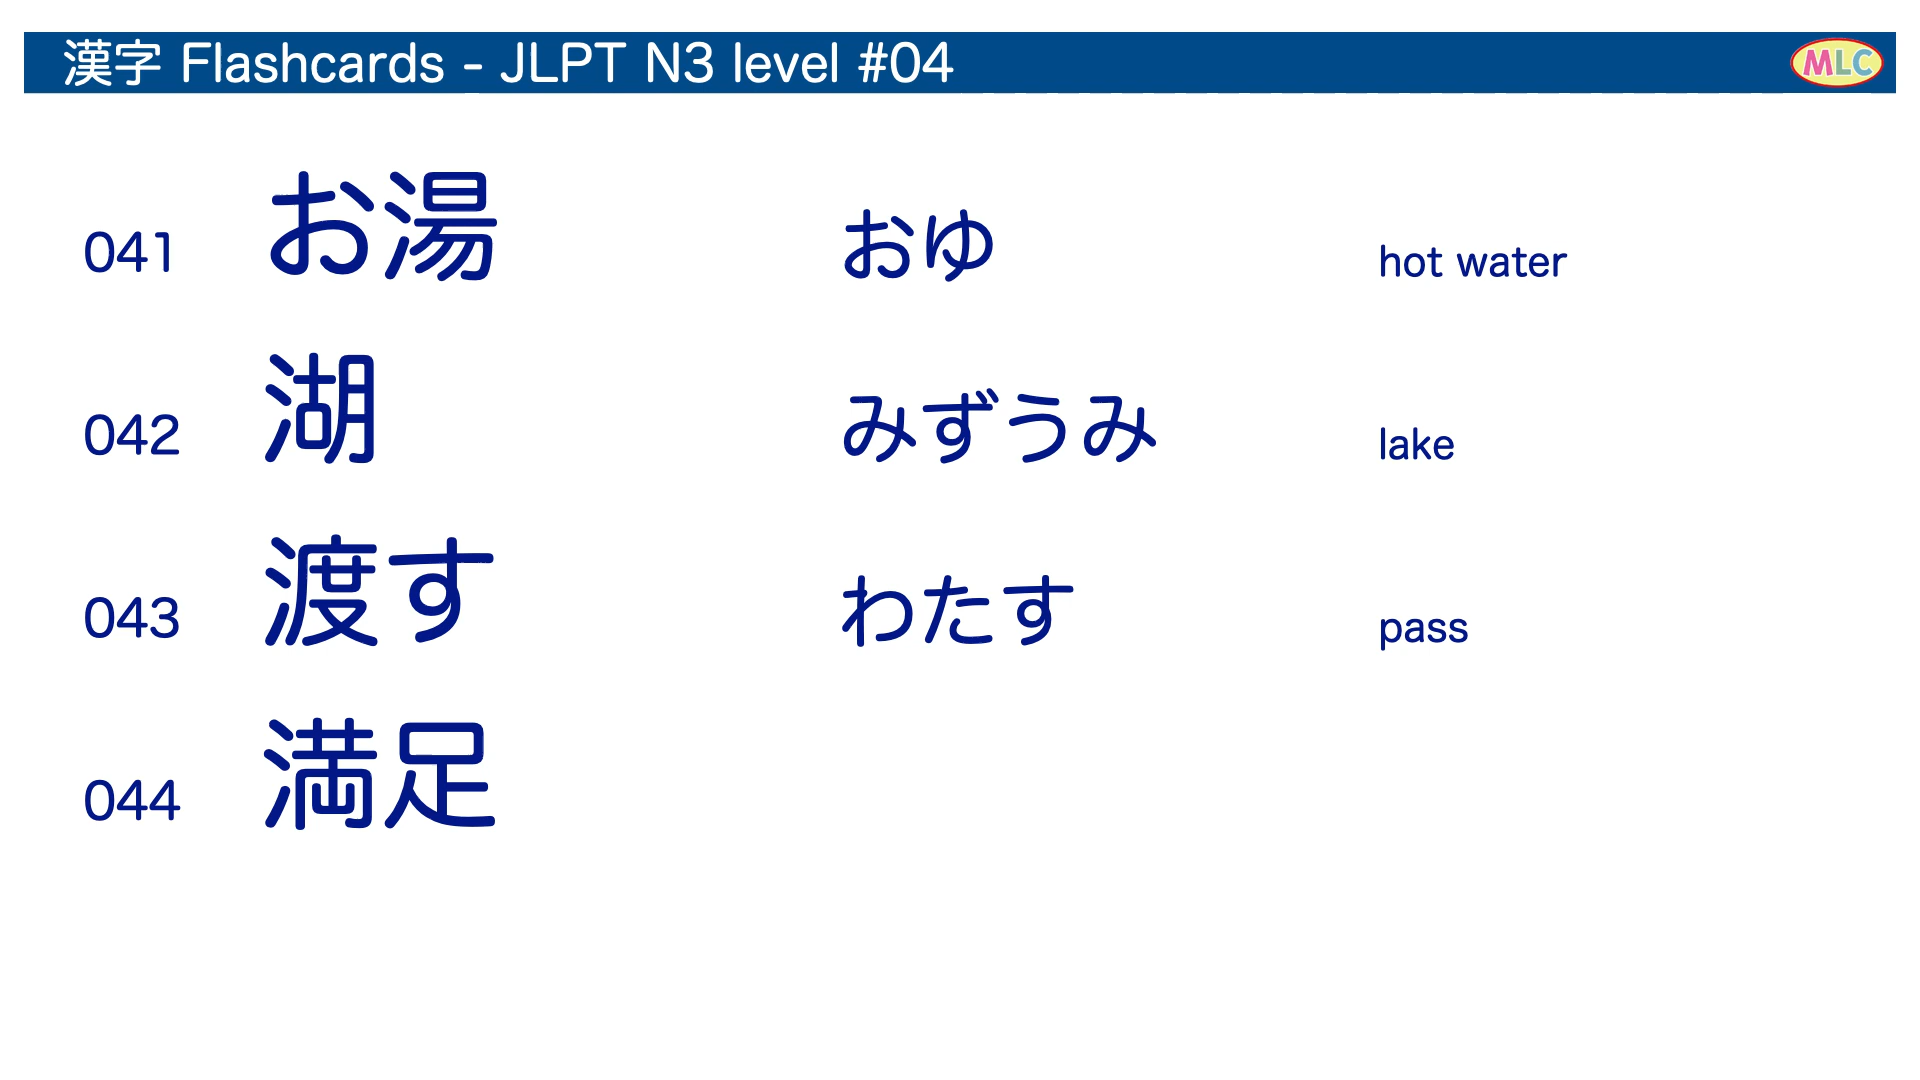 漢字 Flashcards - JLPT N3 level #04
MLC
041 お湯 おゆ hot water
042 湖 みずうみ lake
043 渡す わたす pass
044 満足